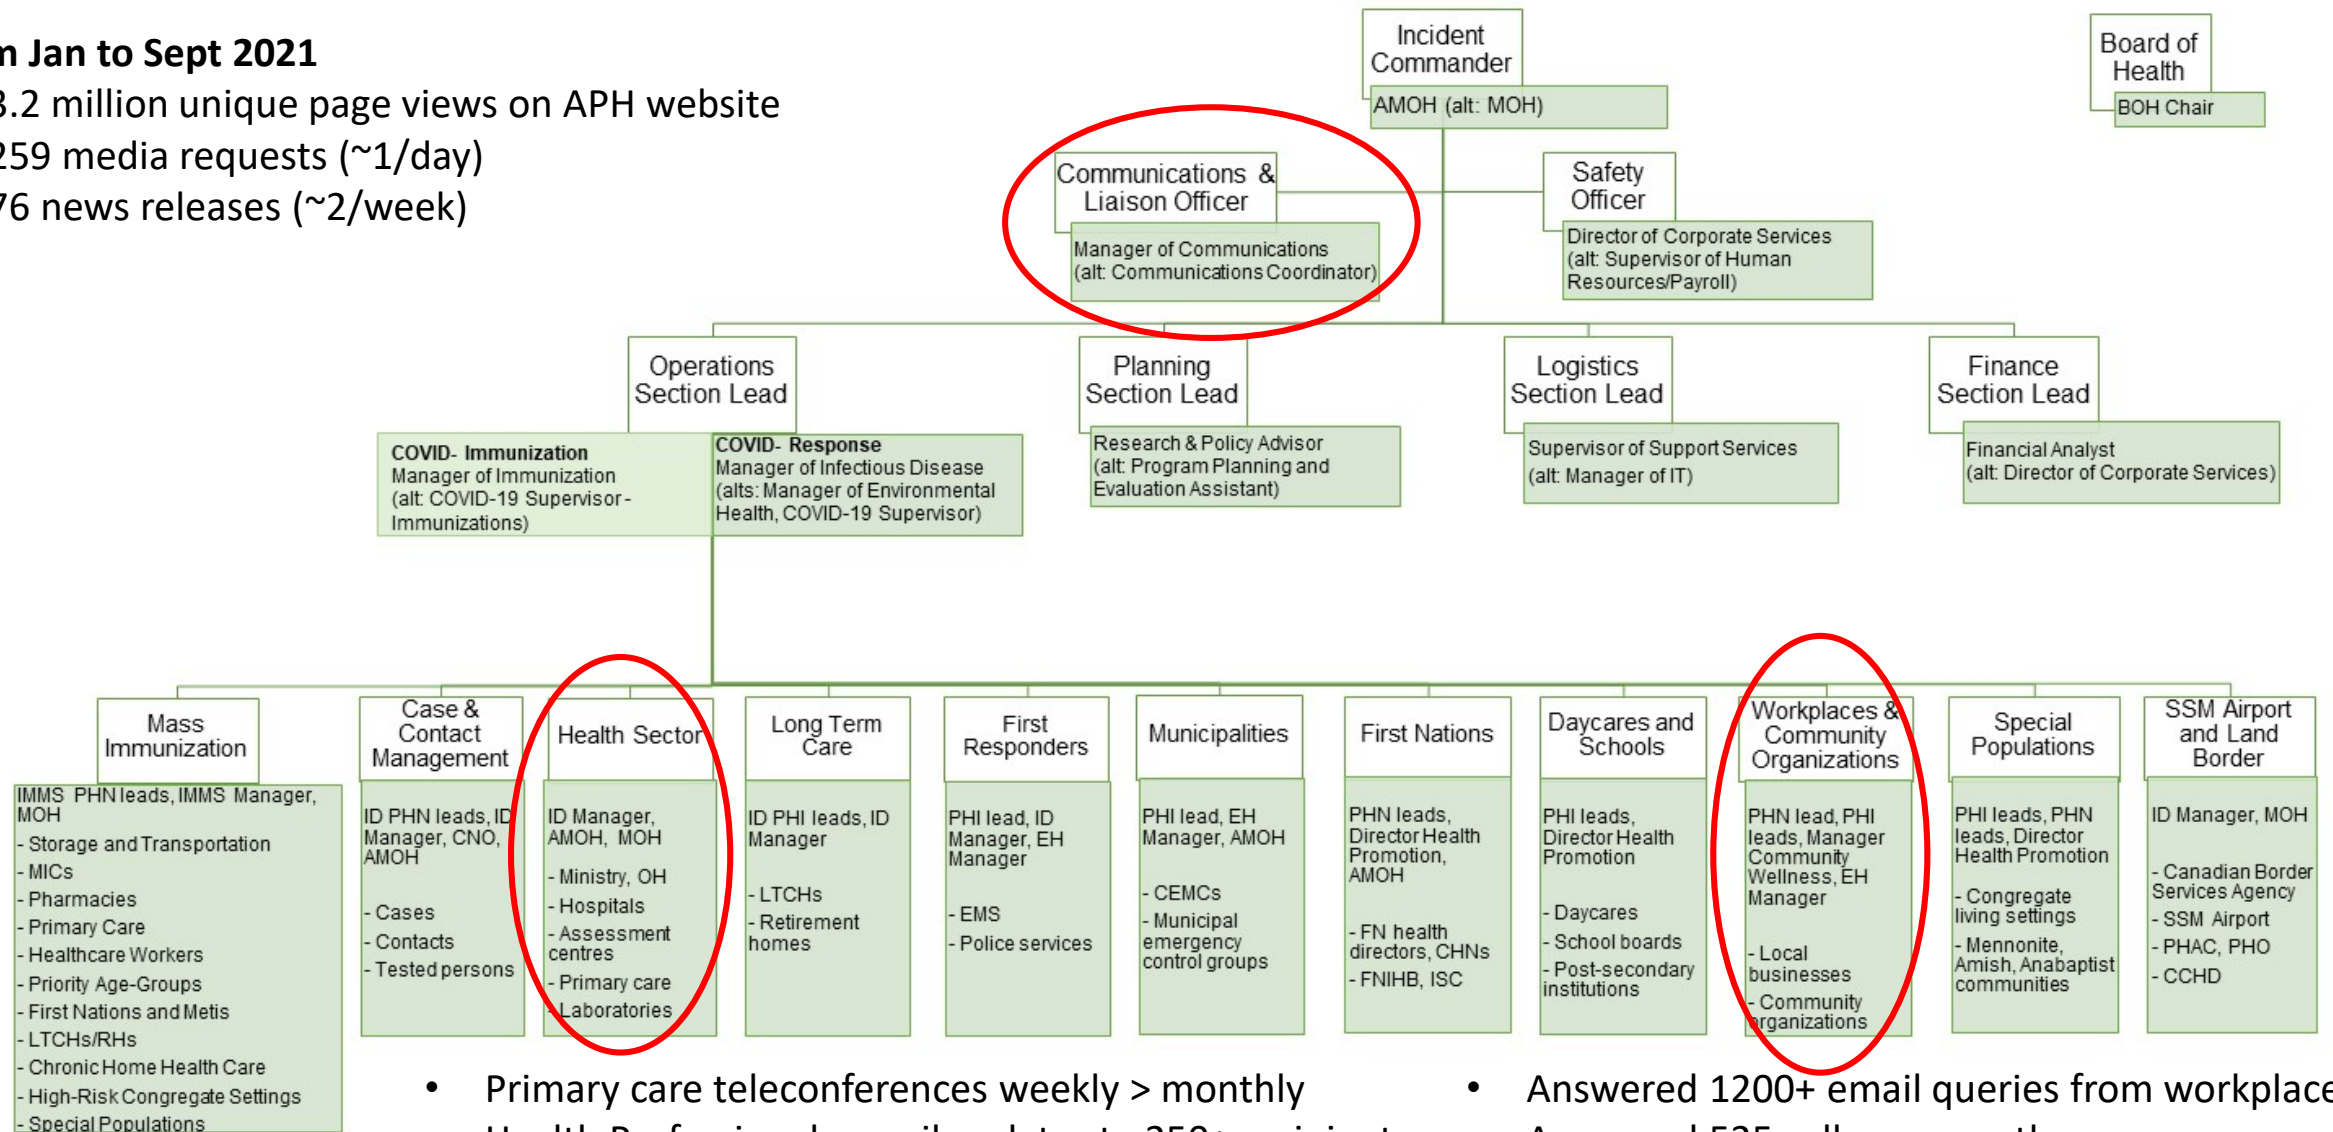 Jan to Sept 2021
3.2 million unique page views on APH website
259 media requests (~1/day)
76 news releases (~2/week)
Incident
Commander
AMOH (alt: MOH)
Board of
Health
BOH Chair
Communications &
Liaison Officer
Manager of Communications
(alt: Communications Coordinator)
Safety
Officer
Director of Corporate Services
(alt: Supervisor of Human
Resources/Payroll)
Operations
Section Lead
COVID- Immunization
Manager of Immunization
(alt: COVID-19 Supervisor -
Immunizations)
COVID- Response
Manager of Infectious Disease
(alts: Manager of Environmental
Health, COVID-19 Supervisor)
Planning
Section Lead
Research & Policy Advisor
(alt: Program Planning and
Evaluation Assistant)
Logistics
Section Lead
Supervisor of Support Services
(alt: Manager of IT)
Finance
Section Lead
Financial Analyst
(alt: Director of Corporate Services)
Mass
Immunization
IMMS PHN leads, IMMS Manager,
MOH
- Storage and Transportation
- MICs
- Pharmacies
- Primary Care
- Healthcare Workers
- Priority Age-Groups
- First Nations and Metis
- LTCHs/RHs
- Chronic Home Health Care
- High-Risk Congregate Settings
- Special Populations
Case &
Contact
Management
ID PHN leads, ID
Manager, CNO,
AMOH
- Cases
- Contacts
- Tested persons
Health Sector
ID Manager,
AMOH, MOH
- Ministry, OH
- Hospitals
- Assessment
centres
- Primary care
- Laboratories
Long Term
Care
ID PHI leads, ID
Manager
- LTCHs
- Retirement
homes
First
Responders
PHI lead, ID
Manager, EH
Manager
- EMS
- Police services
Municipalities
PHI lead, EH
Manager, AMOH
- CEMCs
- Municipal
emergency
control groups
First Nations
PHN leads,
Director Health
Promotion,
AMOH
- FN health
directors, CHNs
- FNIHB, ISC
Daycares and
Schools
PHI leads,
Director Health
Promotion
- Daycares
- School boards
- Post-secondary
institutions
Workplaces &
Community
Organizations
PHN lead, PHI
leads, Manager
Community
Wellness, EH
Manager
- Local
businesses
- Community
organizations
Special
Populations
PHI leads, PHN
leads, Director
Health Promotion
- Congregate
living settings
- Mennonite,
Amish, Anabaptist
communities
SSM Airport
and Land
Border
ID Manager, MOH
- Canadian Border
Services Agency
- SSM Airport
- PHAC, PHO
- CCHD
• Primary care teleconferences weekly > monthly
• Answered 1200+ email queries from workplace